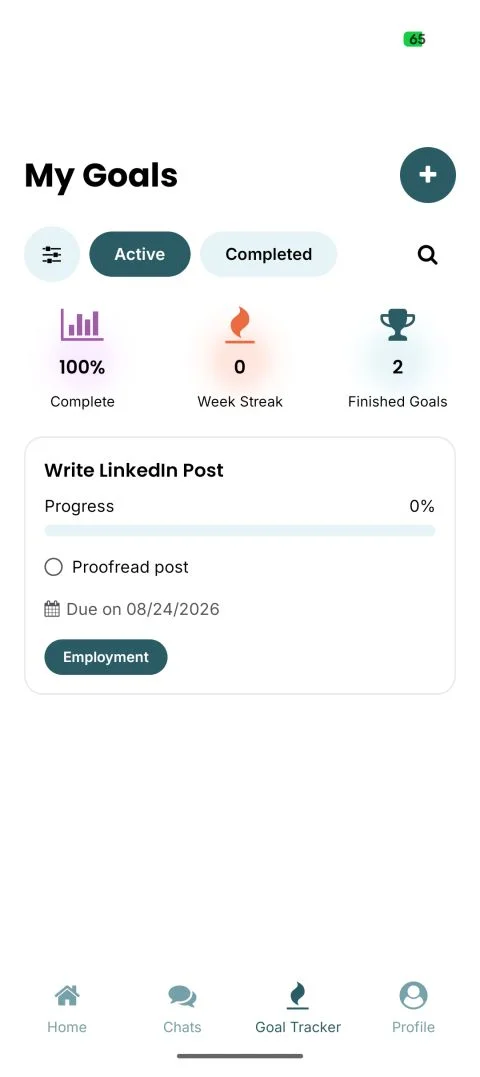 65
My Goals
Active Completed
100% 0 2
Complete Week Streak Finished Goals
Write LinkedIn Post
Progress 0%
Proofread post
Due on 08/24/2026
Employment
Home Chats Goal Tracker Profile